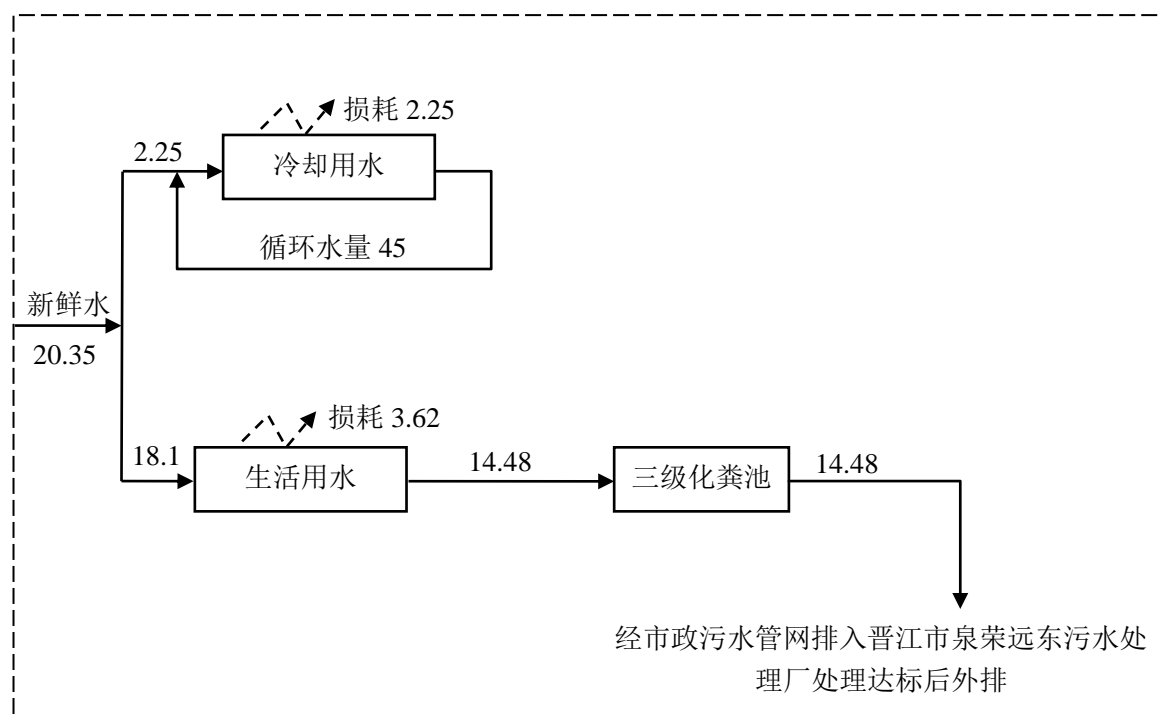 损耗 2.25
2.25
冷却用水
循环水量 45
新鲜水
20.35
损耗 3.62
18.1
生活用水
14.48
三级化粪池
14.48
经市政污水管网排入晋江市泉荣远东污水处
理厂处理达标后外排